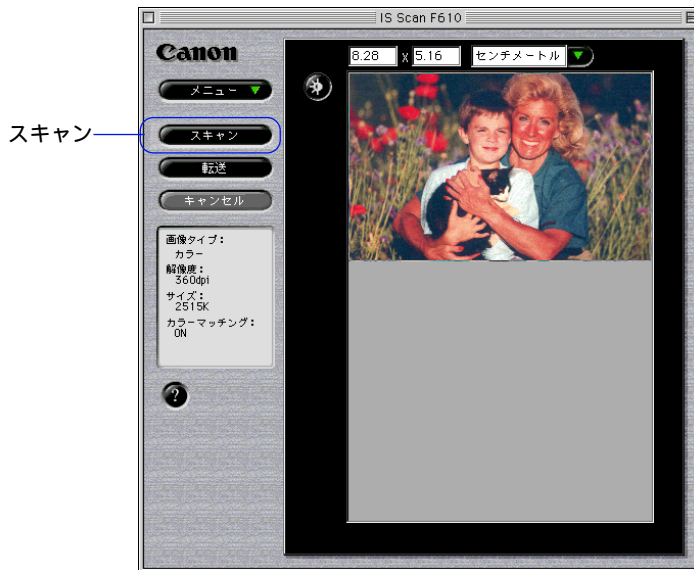 IS Scan F610
Canon
8.28 x 5.16 センチメートル
メニュー
スキャン
スキャン
転送
キャンセル
画像タイプ:
カラー
解像度:
360dpi
サイズ:
2515K
カラーマッチング:
ON
?